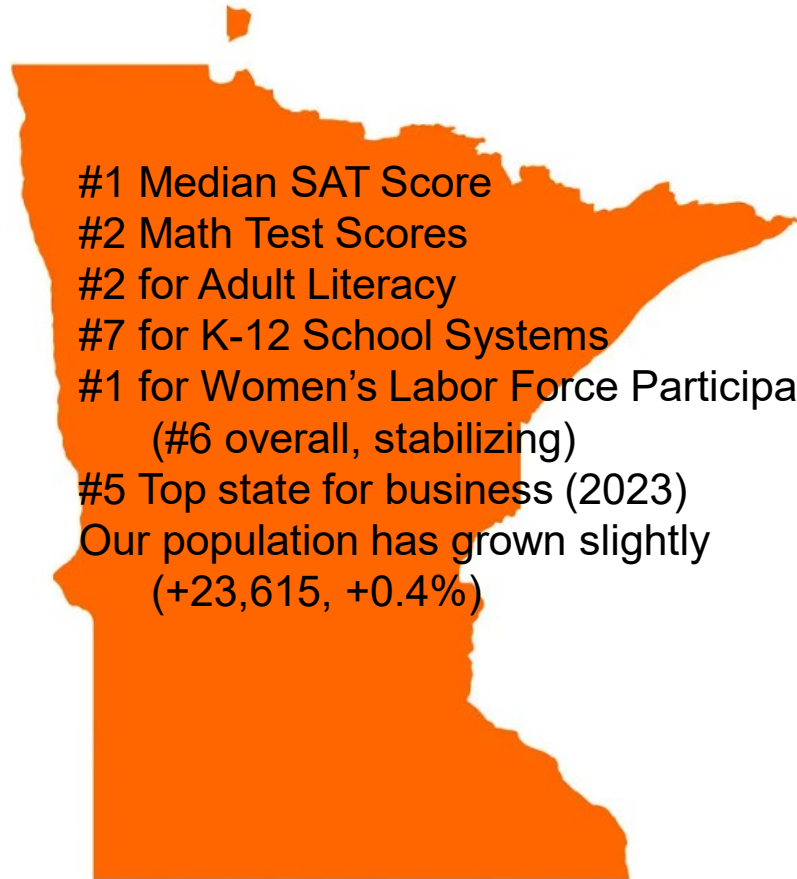 #1 Median SAT Score
#2 Math Test Scores
#2 for Adult Literacy
#7 for K-12 School Systems
#1 for Women’s Labor Force Participa
(#6 overall, stabilizing)
#5 Top state for business (2023)
Our population has grown slightly
(+23,615, +0.4%)